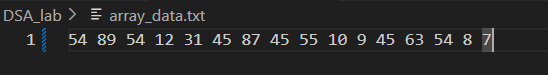 DSA_lab > array_data.txt
1 54 89 54 12 31 45 87 45 55 10 9 45 63 54 8 7